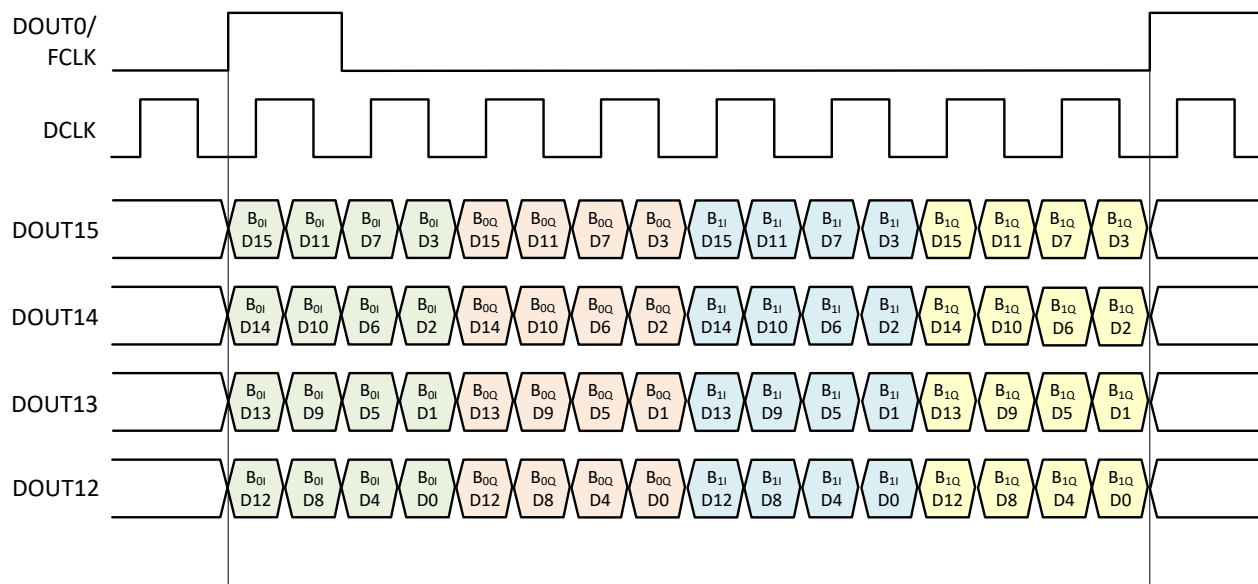 DOUT0/
FCLK
DCLK
DOUT15
B0I B0I B0I B0I B0Q B0Q B0Q B0Q B1I B1I B1I B1I B1Q B1Q B1Q B1Q
D15 D11 D7 D3 D15 D11 D7 D3 D15 D11 D7 D3 D15 D11 D7 D3
DOUT14
B0I B0I B0I B0I B0Q B0Q B0Q B0Q B1I B1I B1I B1I B1Q B1Q B1Q B1Q
D14 D10 D6 D2 D14 D10 D6 D2 D14 D10 D6 D2 D14 D10 D6 D2
DOUT13
B0I B0I B0I B0I B0Q B0Q B0Q B0Q B1I B1I B1I B1I B1Q B1Q B1Q B1Q
D13 D9 D5 D1 D13 D9 D5 D1 D13 D9 D5 D1 D13 D9 D5 D1
DOUT12
B0I B0I B0I B0I B0Q B0Q B0Q B0Q B1I B1I B1I B1I B1Q B1Q B1Q B1Q
D12 D8 D4 D0 D12 D8 D4 D0 D12 D8 D4 D0 D12 D8 D4 D0